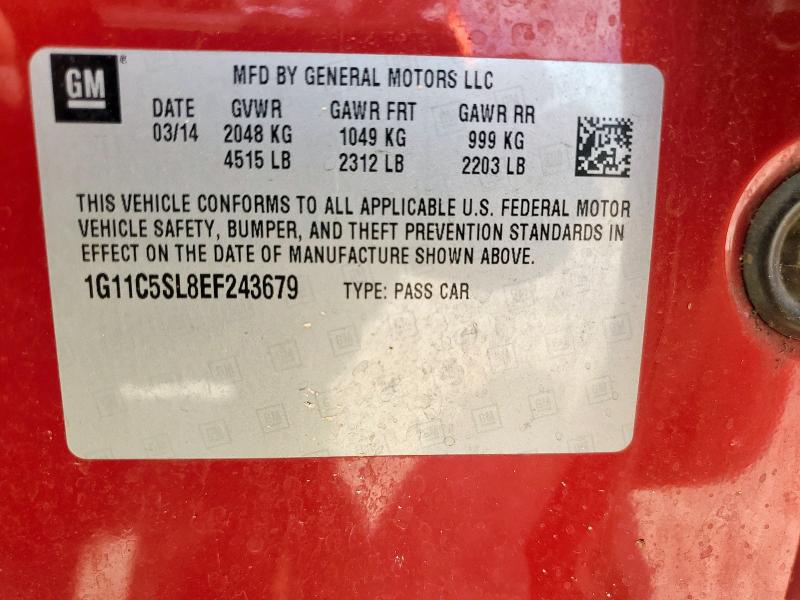 GM®
MFD BY GENERAL MOTORS LLC
DATE GVWR GAWR FRT GAWR RR
03/14 2048 KG 1049 KG 999 KG
4515 LB 2312 LB 2203 LB
THIS VEHICLE CONFORMS TO ALL APPLICABLE U.S. FEDERAL MOTOR
VEHICLE SAFETY, BUMPER, AND THEFT PREVENTION STANDARDS IN
EFFECT ON THE DATE OF MANUFACTURE SHOWN ABOVE.
1G11C5SL8EF243679 TYPE: PASS CAR